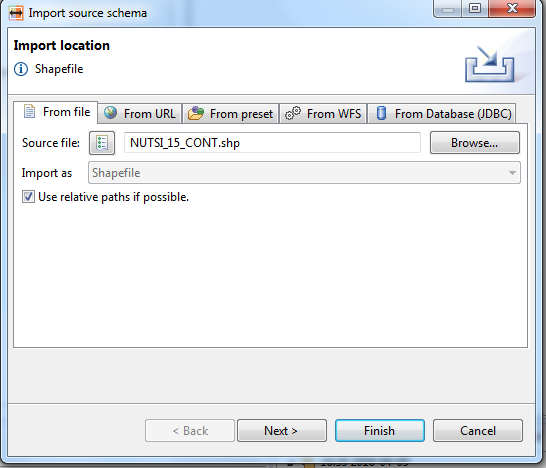 Import source schema
Import location
Shapefile
From file From URL From preset From WFS From Database (JDBC)
Source file: NUTSI_15_CONT.shp Browse...
Import as Shapefile
Use relative paths if possible.
< Back Next > Finish Cancel